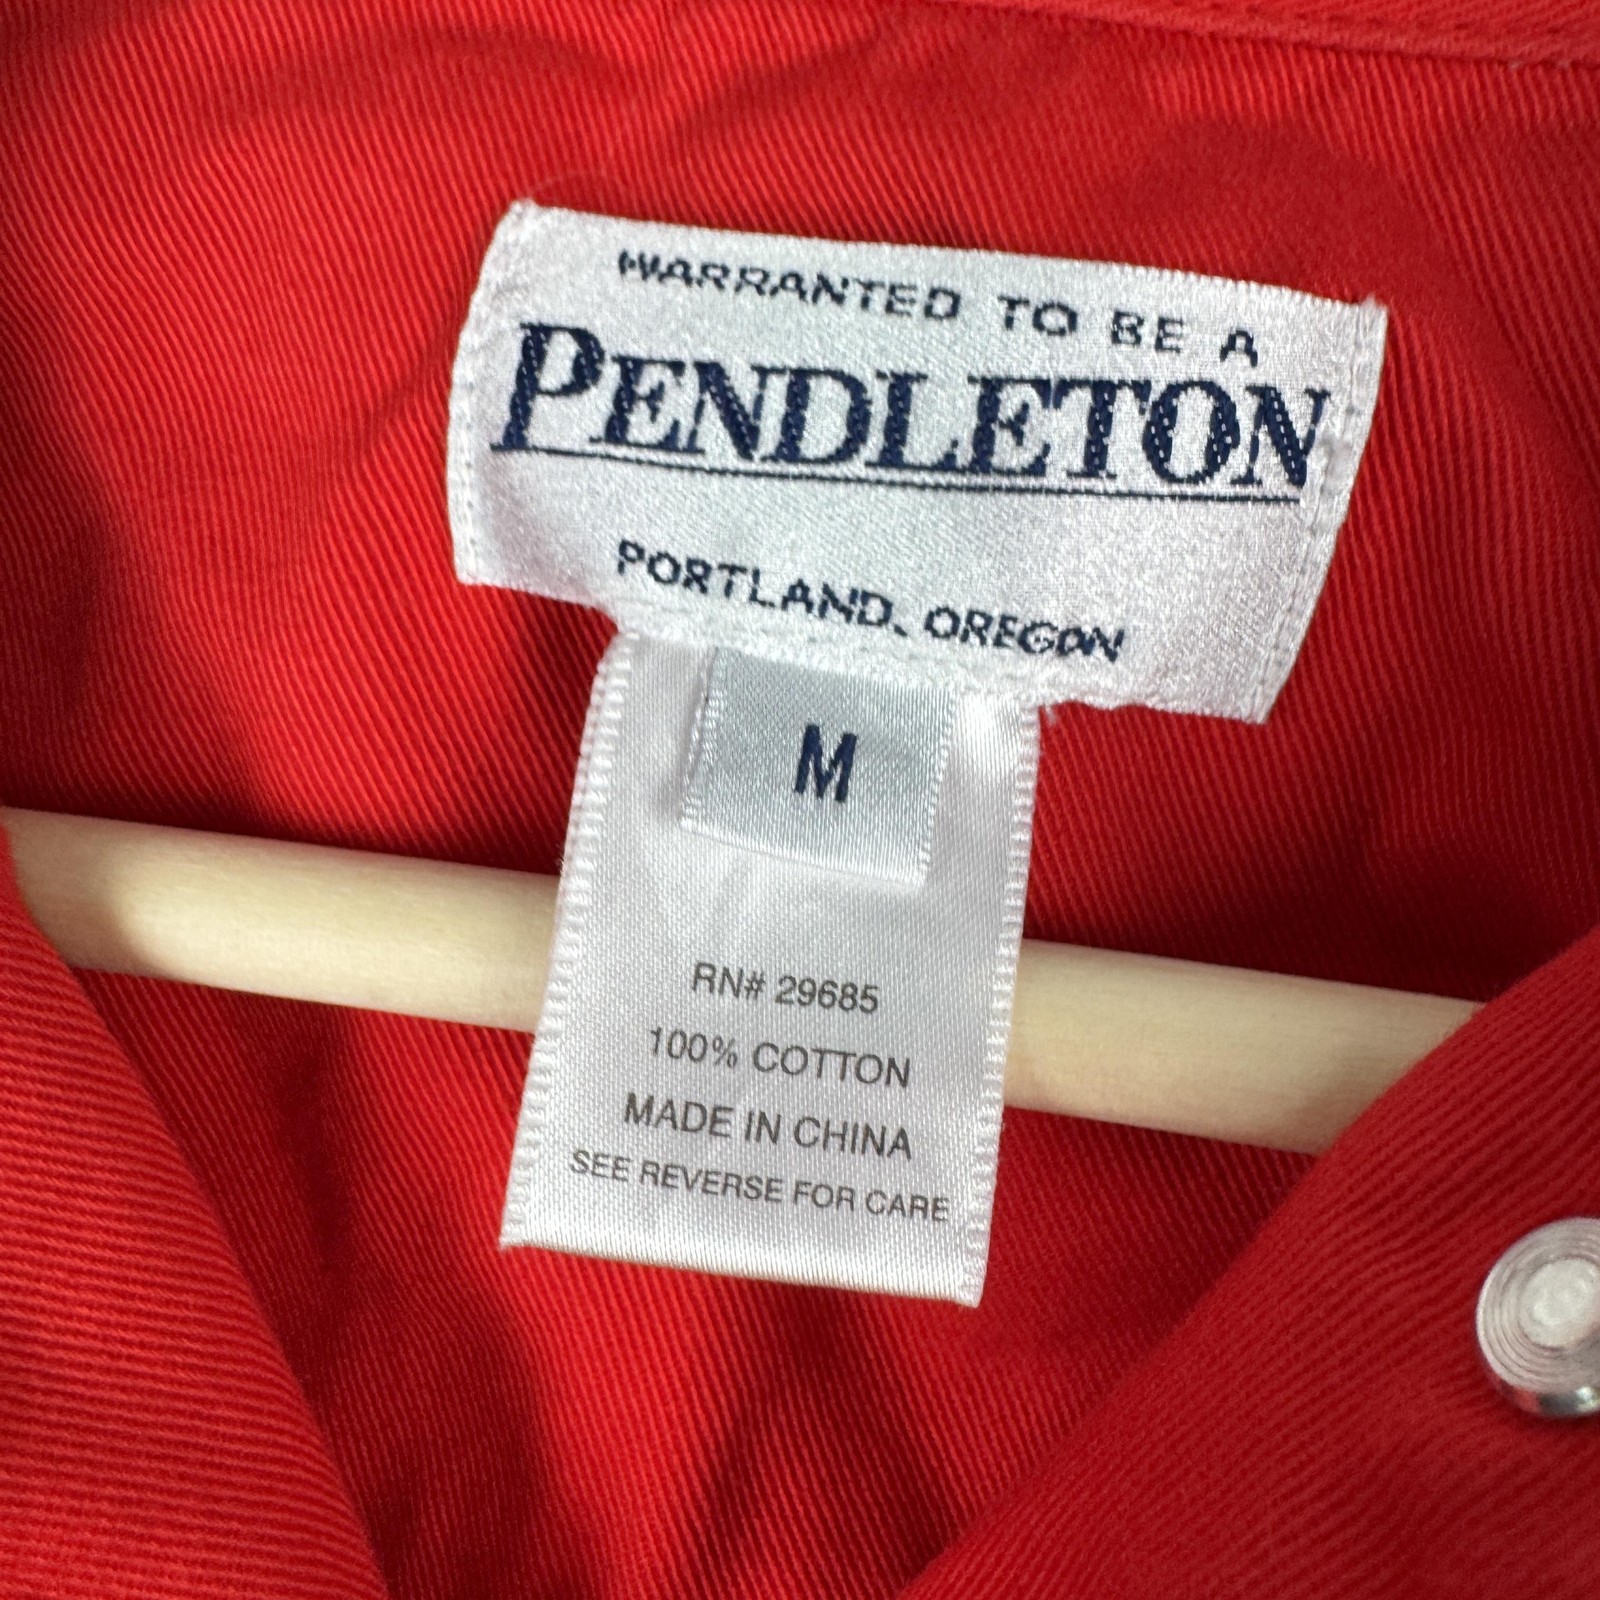 WARRANTED TO BE A
PENDLETON
PORTLAND, OREGON
M
RN# 29685
100% COTTON
MADE IN CHINA
SEE REVERSE FOR CARE